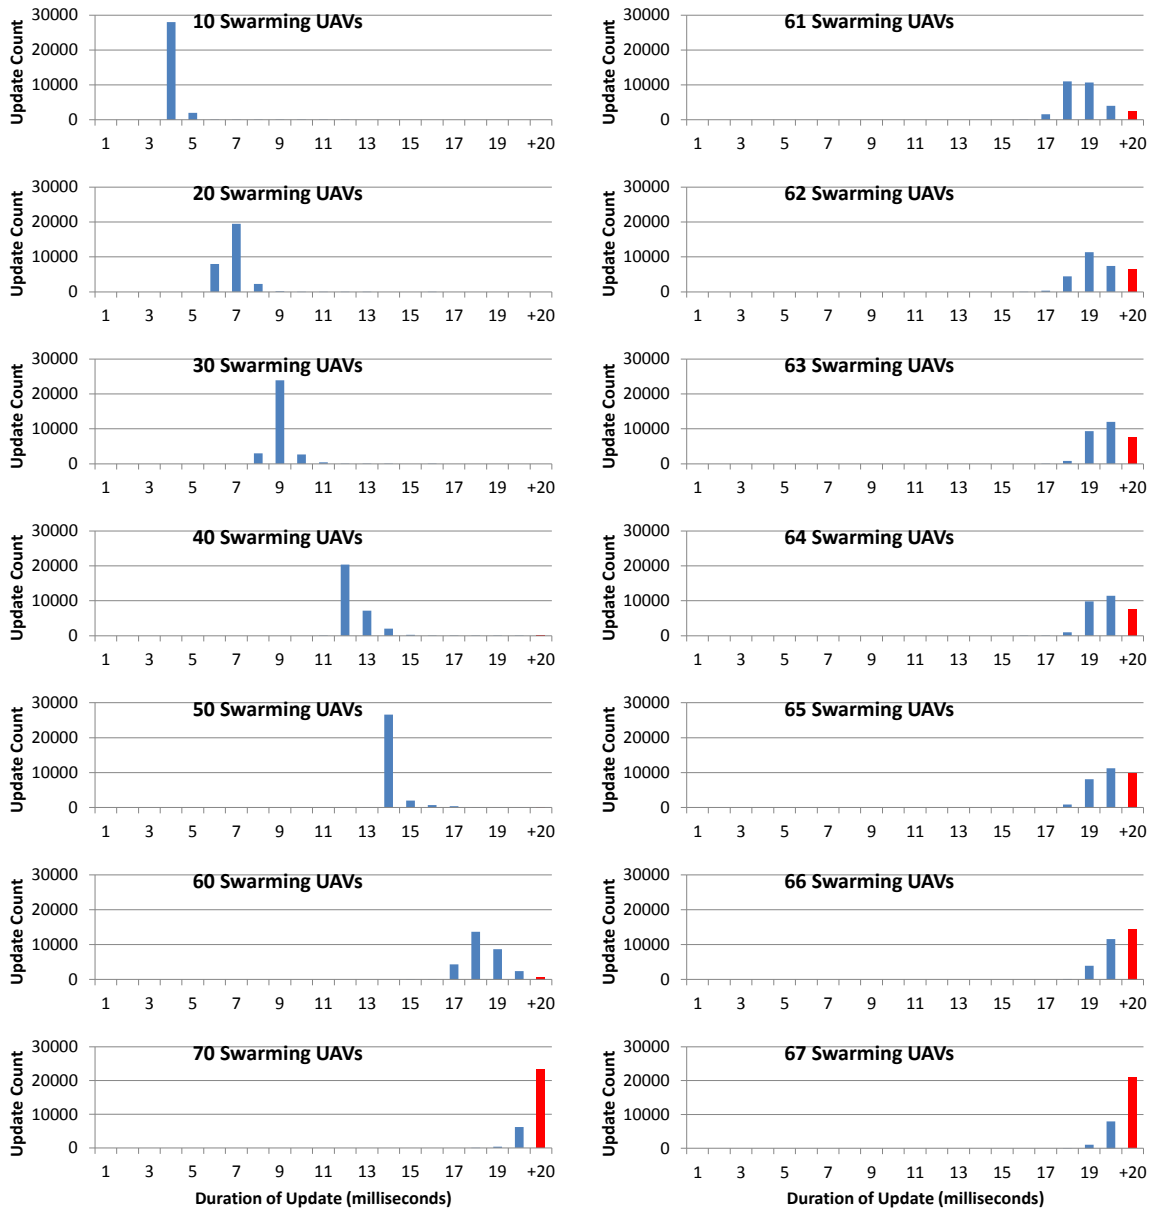 10 Swarming UAVs
Update Count
30000
20000
10000
0
1 3 5 7 9 11 13 15 17 19 +20
20 Swarming UAVs
Update Count
30000
20000
10000
0
1 3 5 7 9 11 13 15 17 19 +20
30 Swarming UAVs
Update Count
30000
20000
10000
0
1 3 5 7 9 11 13 15 17 19 +20
40 Swarming UAVs
Update Count
30000
20000
10000
0
1 3 5 7 9 11 13 15 17 19 +20
50 Swarming UAVs
Update Count
30000
20000
10000
0
1 3 5 7 9 11 13 15 17 19 +20
60 Swarming UAVs
Update Count
30000
20000
10000
0
1 3 5 7 9 11 13 15 17 19 +20
70 Swarming UAVs
Update Count
30000
20000
10000
0
1 3 5 7 9 11 13 15 17 19 +20
Duration of Update (milliseconds)
61 Swarming UAVs
Update Count
30000
20000
10000
0
1 3 5 7 9 11 13 15 17 19 +20
62 Swarming UAVs
Update Count
30000
20000
10000
0
1 3 5 7 9 11 13 15 17 19 +20
63 Swarming UAVs
Update Count
30000
20000
10000
0
1 3 5 7 9 11 13 15 17 19 +20
64 Swarming UAVs
Update Count
30000
20000
10000
0
1 3 5 7 9 11 13 15 17 19 +20
65 Swarming UAVs
Update Count
30000
20000
10000
0
1 3 5 7 9 11 13 15 17 19 +20
66 Swarming UAVs
Update Count
30000
20000
10000
0
1 3 5 7 9 11 13 15 17 19 +20
67 Swarming UAVs
Update Count
30000
20000
10000
0
1 3 5 7 9 11 13 15 17 19 +20
Duration of Update (milliseconds)